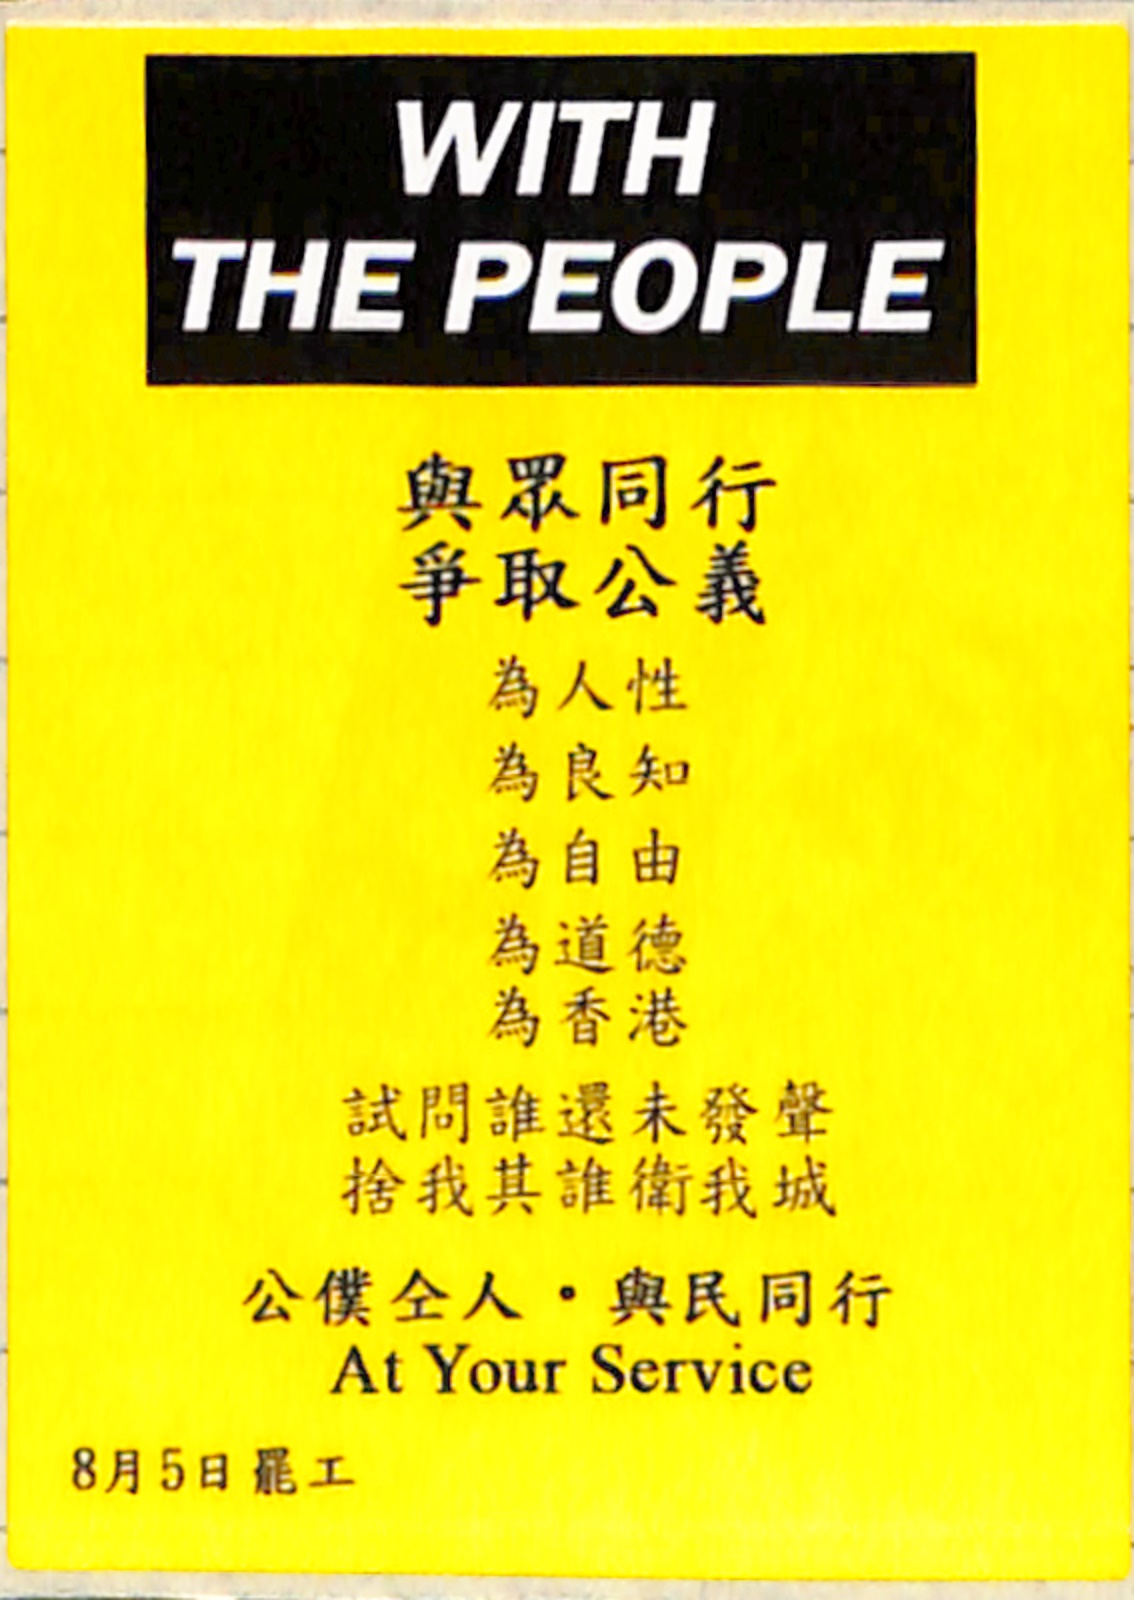 WITH
THE PEOPLE
與眾同行
爭取公義
為人性
為良知
為自由
為道德
為香港
試問誰還未發聲
捨我其誰衛我城
公僕仝人・與民同行
At Your Service
8月5日罷工